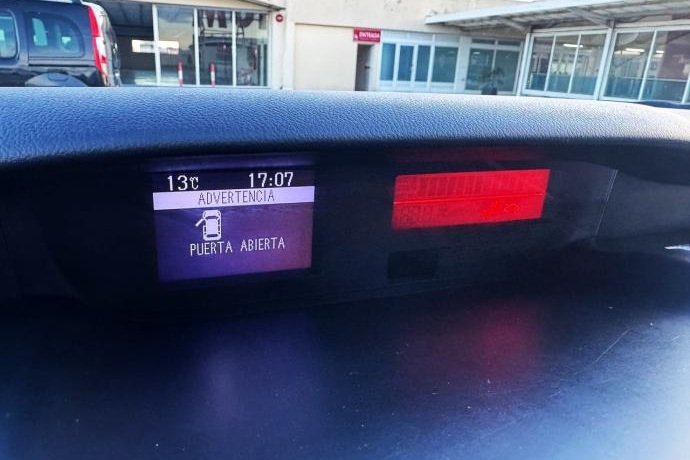 ENTRADA
13℃ 17:07
ADVERTENCIA
PUERTA ABIERTA